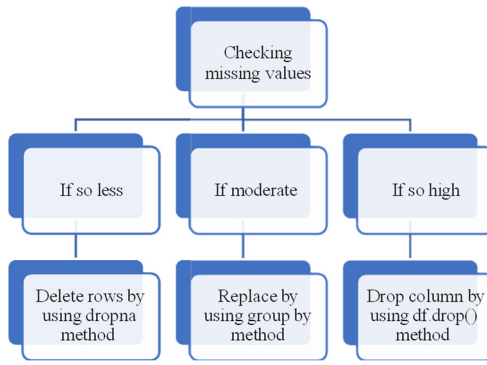 Checking
missing values
If so less
If moderate
If so high
Delete rows by
using dropna
method
Replace by
using group by
method
Drop column by
using df.drop()
method